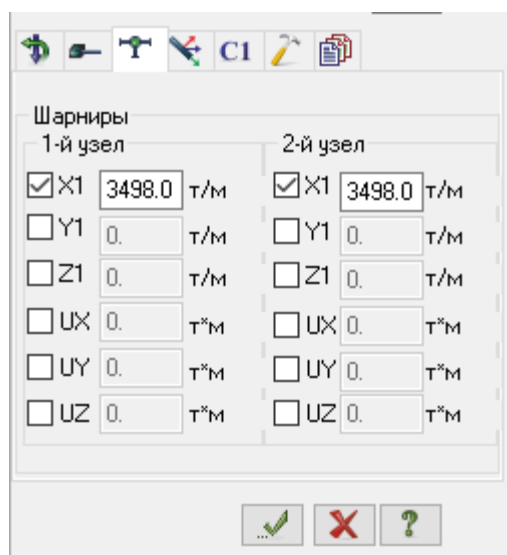 C1
Шарниры
1-й узел 2-й узел
X1 3498.0 т/м X1 3498.0 т/м
Y1 0. т/м Y1 0. т/м
Z1 0. т/м Z1 0. т/м
UX 0. т*м UX 0. т*м
UY 0. т*м UY 0. т*м
UZ 0. т*м UZ 0. т*м
?